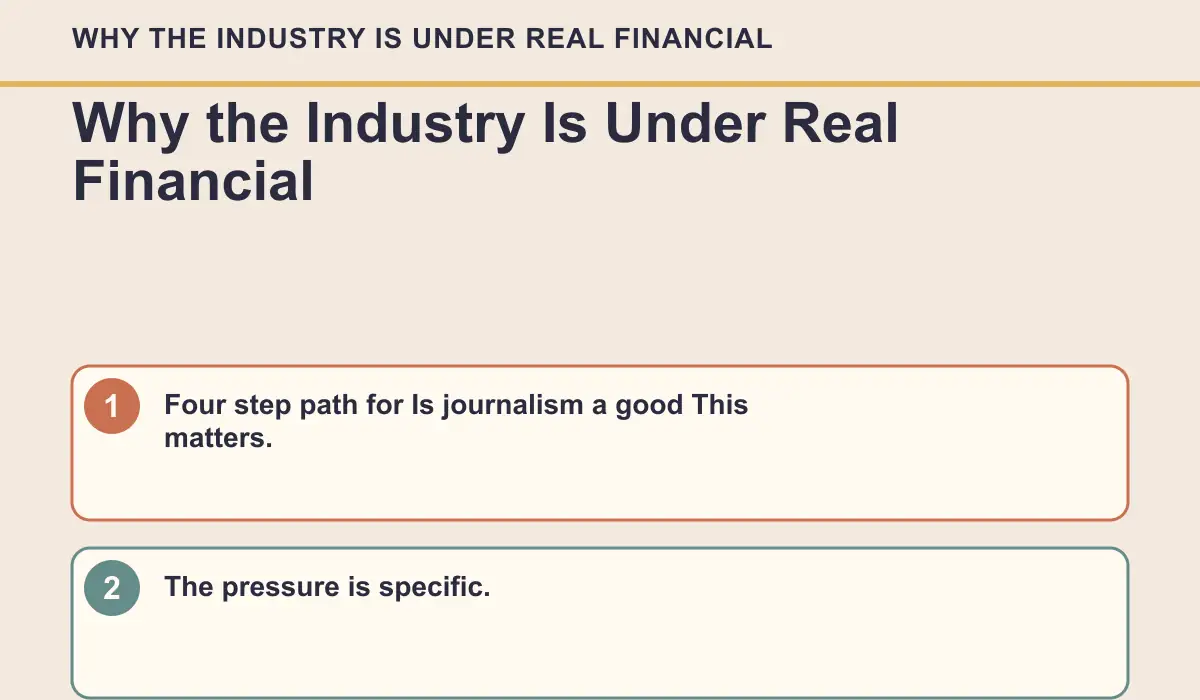 WHY THE INDUSTRY IS UNDER REAL FINANCIAL
Why the Industry Is Under Real
Financial
1
Four step path for Is journalism a good This
matters.
2
The pressure is specific.